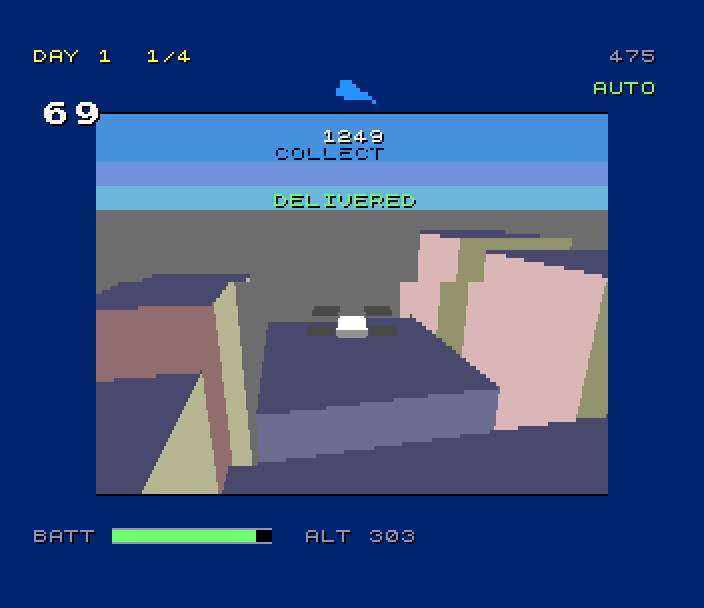 DAY 1 1/4
475
AUTO
69
1249
COLLECT
DELIVERED
BATT ALT 303